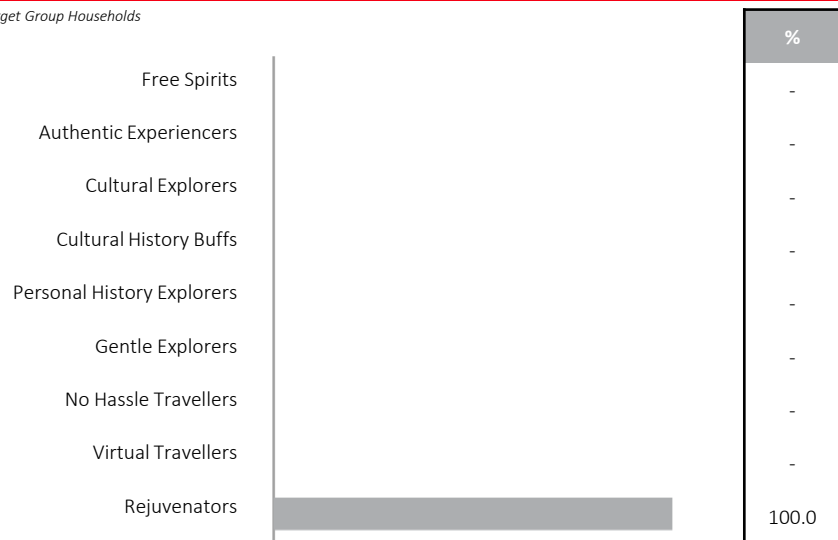 get Group Households
%
Free Spirits -
Authentic Experiencers -
Cultural Explorers -
Cultural History Buffs -
Personal History Explorers -
Gentle Explorers -
No Hassle Travellers -
Virtual Travellers -
Rejuvenators 100.0